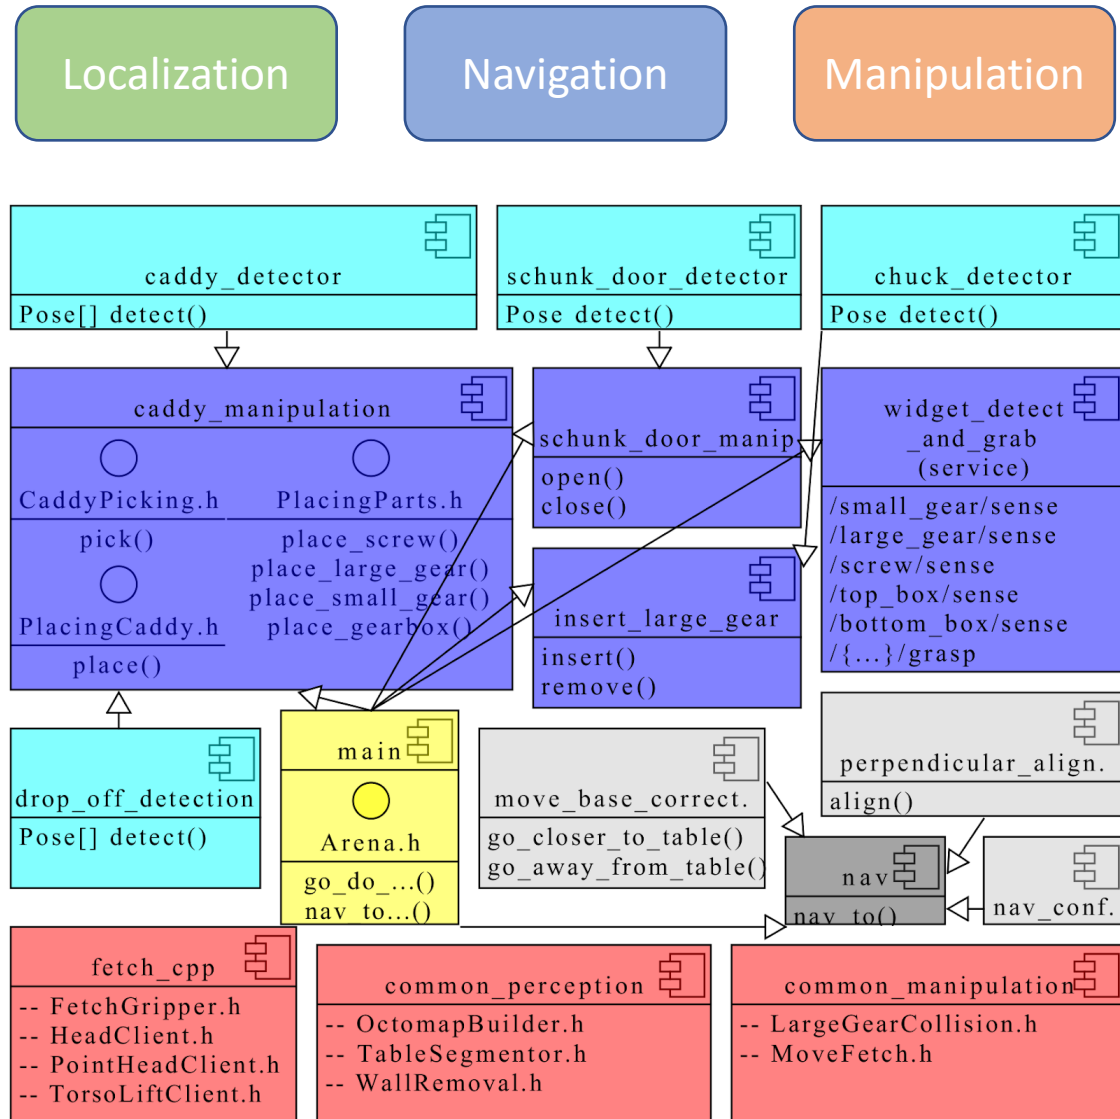 Localization
Navigation
Manipulation
caddy_detector
Pose[] detect()
schunk_door_detector
Pose detect()
chuck_detector
Pose detect()
caddy_manipulation
CaddyPicking.h
pick()
PlacingCaddy.h
place()
PlacingParts.h
place_screw()
place_large_gear()
place_small_gear()
place_gearbox()
schunk_door_manip
open()
close()
widget_detect
_and_grab
(service)
/small_gear/sense
/large_gear/sense
/screw/sense
/top_box/sense
/bottom_box/sense
/{...}/grasp
insert_large_gear
insert()
remove()
drop_off_detection
Pose[] detect()
main
Arena.h
go_do_...()
nav_to...()
move_base_correct.
go_closer_to_table()
go_away_from_table()
perpendicular_align.
align()
nav
nav_to()
nav_conf.
fetch_cpp
-- FetchGripper.h
-- HeadClient.h
-- PointHeadClient.h
-- TorsoLiftClient.h
common_perception
-- OctomapBuilder.h
-- TableSegmentor.h
-- WallRemoval.h
common_manipulation
-- LargeGearCollision.h
-- MoveFetch.h